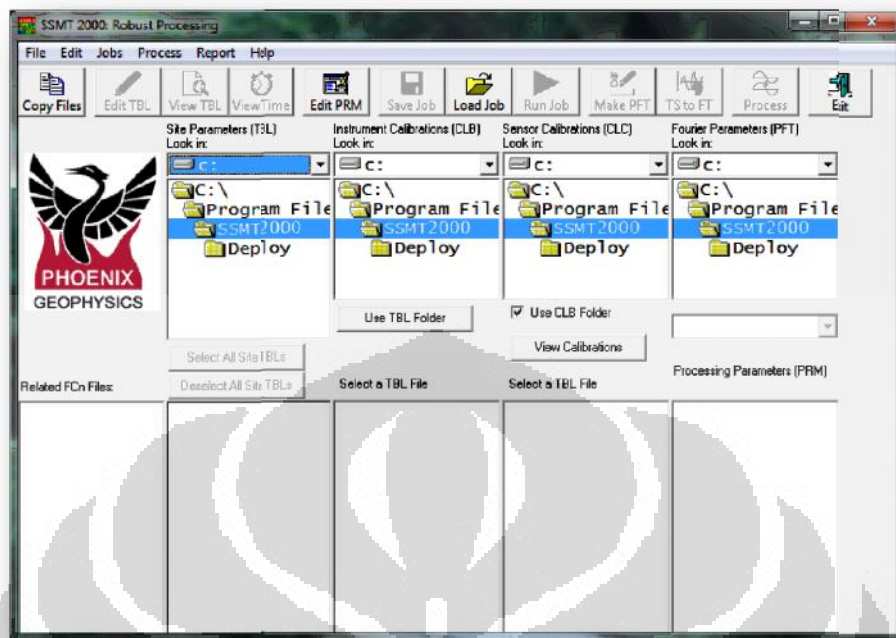 SSMT 2000: Robust Processing
File Edit Jobs Process Report Help
Copy Files Edit TBL View TBL View Time Edit PRM Save Job Load Job Run Job Make PFT TS to FT Process Exit
Site Parameters (TBL) Instrument Calibrations (CLB) Sensor Calibrations (CLC) Fourier Parameters (PFT)
Look in: Look in: Look in: Look in:
c: c: c: c:
C:\ C:\ C:\ C:\
Program File Program File Program File Program File
SSMT2000 SSMT2000 SSMT2000 SSMT2000
Deploy Deploy Deploy Deploy
PHOENIX
GEOPHYSICS
Use TBL Folder Use CLB Folder
View Calibrations
Select All Site TBLs
Deselect All Site TBLs
Related FCn Files: Select a TBL File Select a TBL File Processing Parameters (PRM)